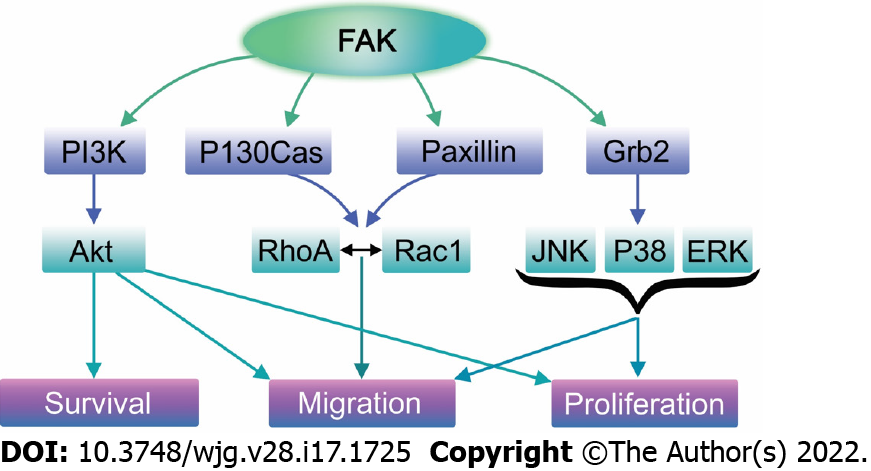 FAK
PI3K P130Cas Paxillin Grb2
Akt RhoA Rac1 JNK P38 ERK
Survival Migration Proliferation
DOI: 10.3748/wjg.v28.i17.1725 Copyright ©The Author(s) 2022.